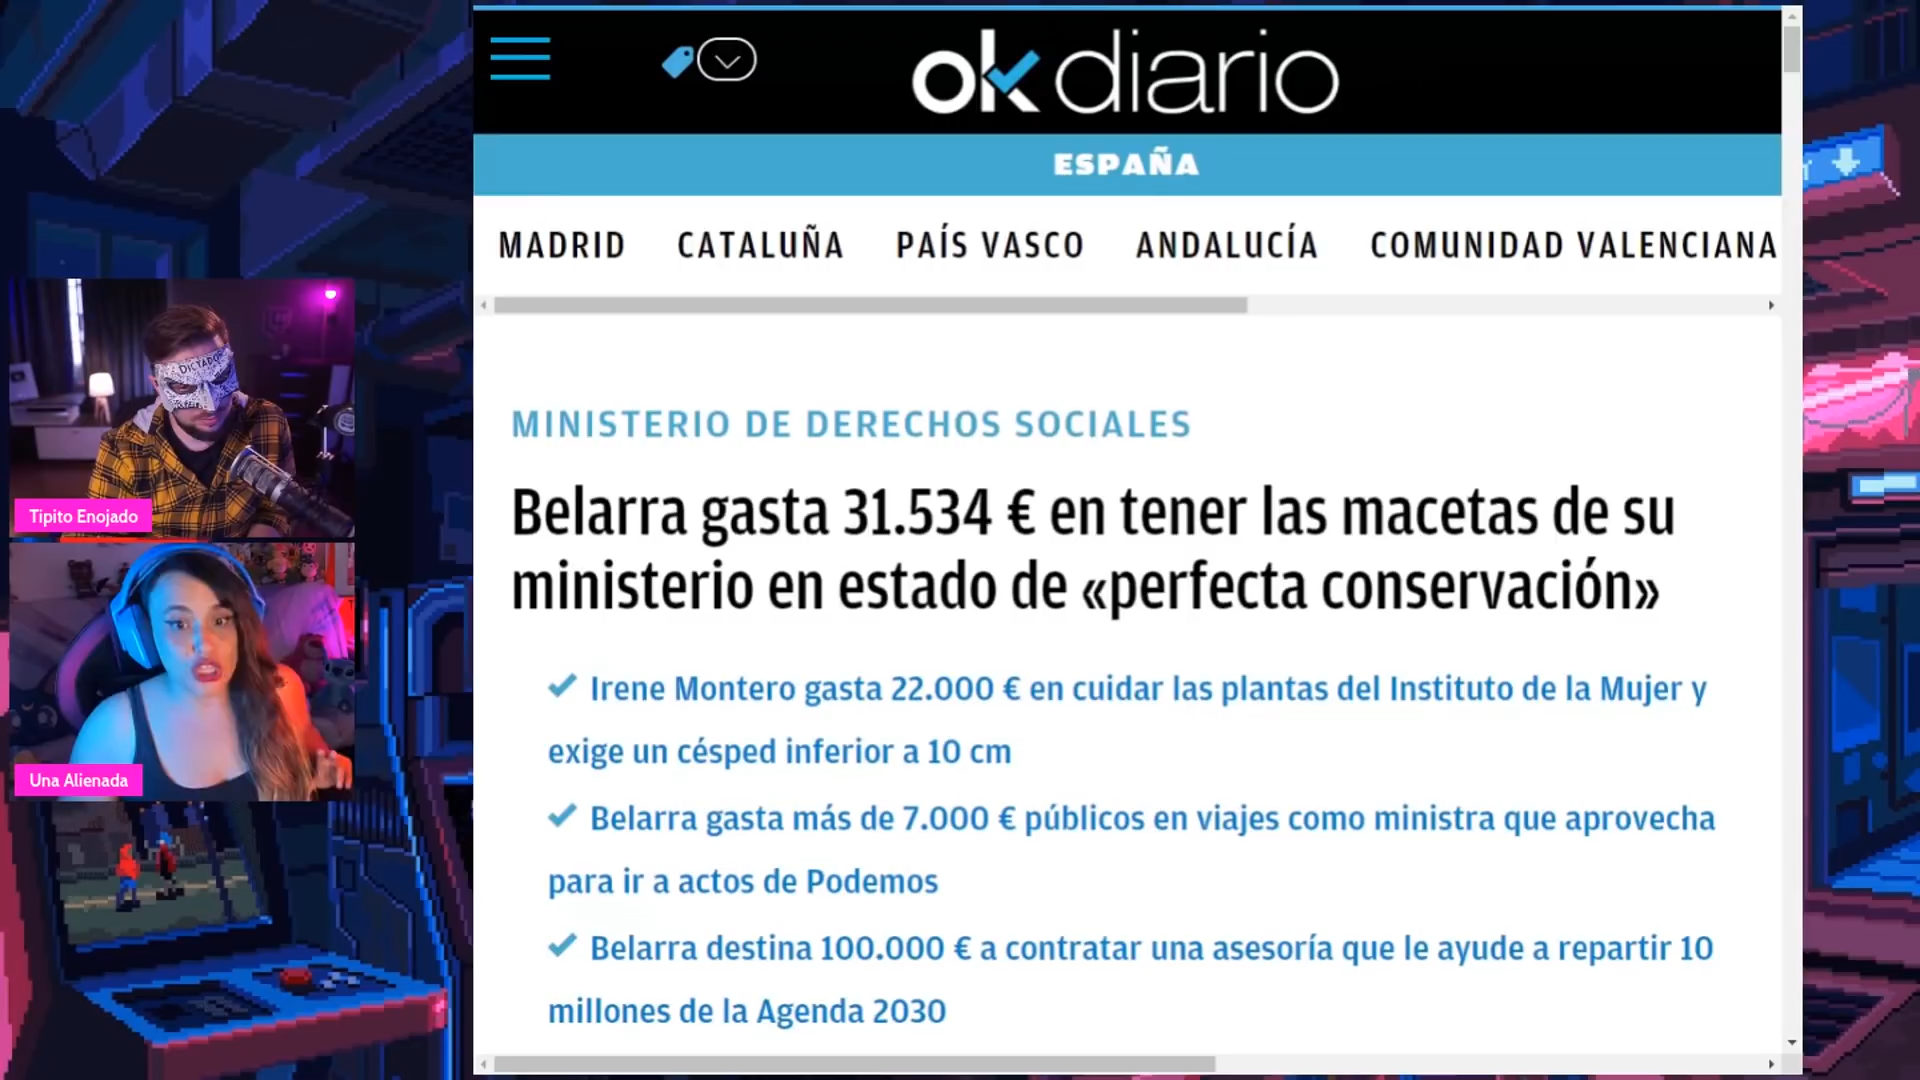 ok diario
ESPAÑA
MADRID CATALUÑA PAÍS VASCO ANDALUCÍA COMUNIDAD VALENCIANA
MINISTERIO DE DERECHOS SOCIALES
Belarra gasta 31.534 € en tener las macetas de su
ministerio en estado de «perfecta conservación»
Irene Montero gasta 22.000 € en cuidar las plantas del Instituto de la Mujer y
exige un césped inferior a 10 cm
Belarra gasta más de 7.000 € públicos en viajes como ministra que aprovecha
para ir a actos de Podemos
Belarra destina 100.000 € a contratar una asesoría que le ayude a repartir 10
millones de la Agenda 2030
DICTADOR
Tipito Enojado
Una Alienada